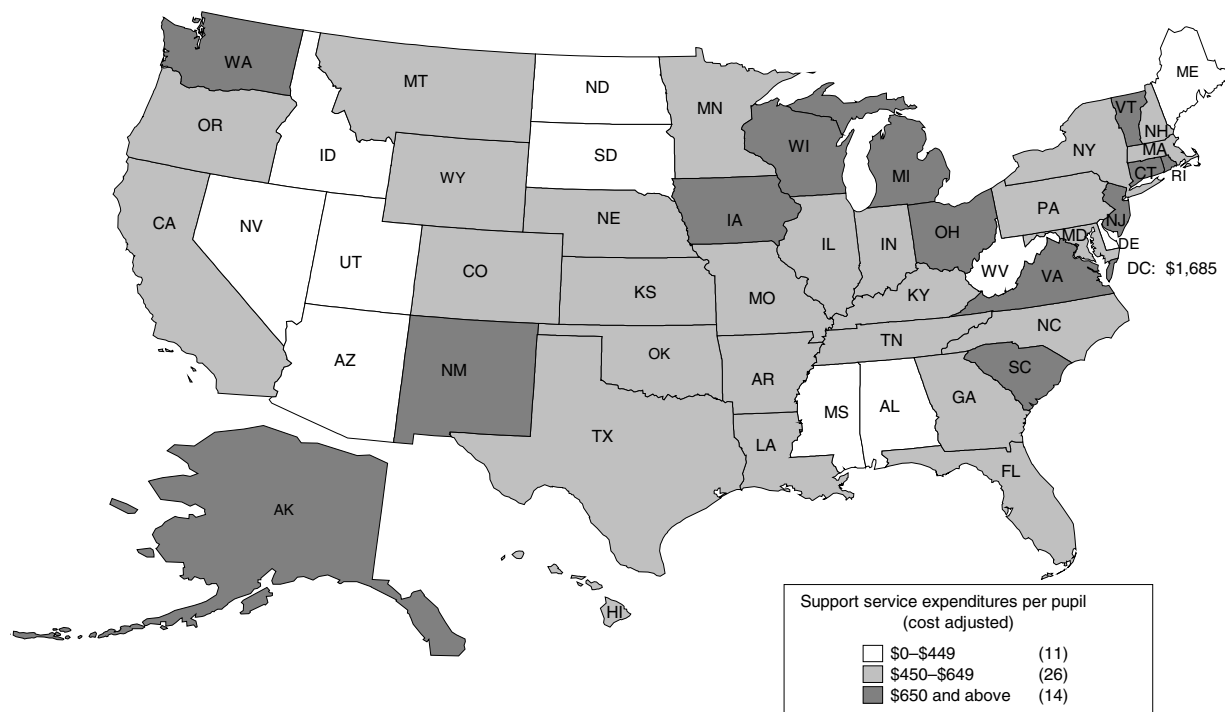 WA
ME
MT
ND
VT
MN
OR
NH
ID
SD
WI
NY
MA
WY
MI
CT
RI
PA
IA
NE
NJ
CA
NV
OH
MD
IL
IN
DE
UT
CO
WV
DC: $1,685
VA
KS
MO
KY
NC
TN
OK
AZ
NM
SC
AR
GA
MS
AL
TX
LA
FL
AK
HI
Support service expenditures per pupil
(cost adjusted)
$0–$449 (11)
$450–$649 (26)
$650 and above (14)